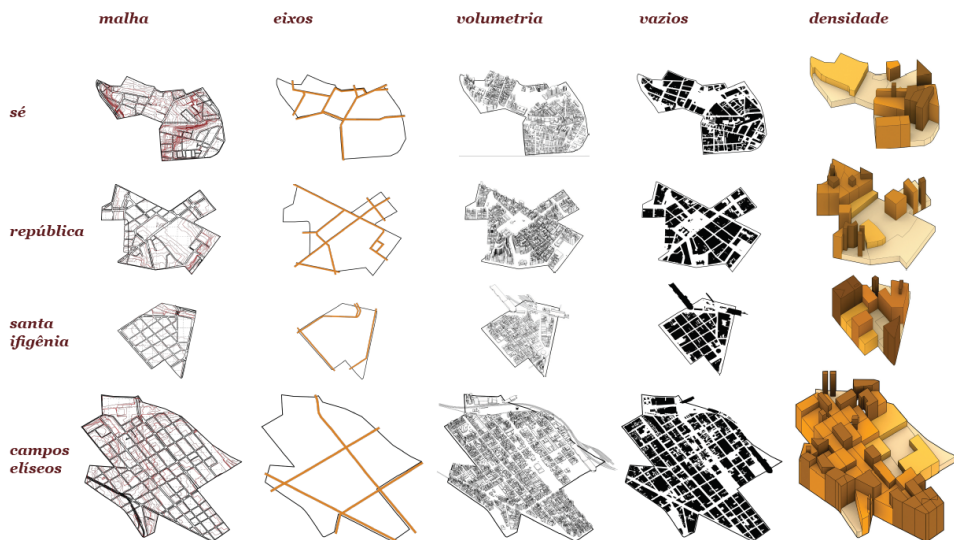 malha eixos volumetria vazios densidade
sé
república
santa
ifigênia
campos
elíseos